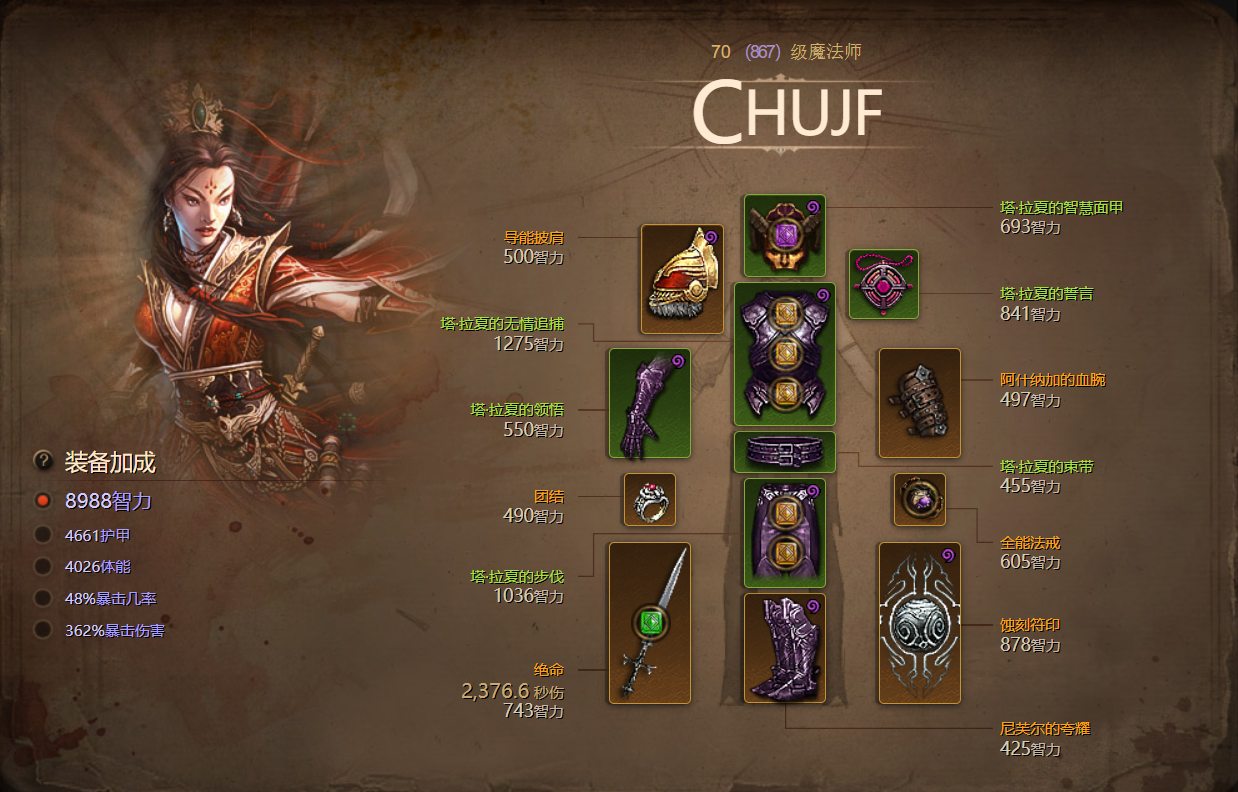 70 (867) 级魔法师
CHUJF
塔·拉夏的智慧面甲
693智力
导能披肩
500智力
塔·拉夏的誓言
841智力
塔·拉夏的无情追捕
1275智力
阿什纳加的血腕
497智力
塔·拉夏的领悟
550智力
塔·拉夏的束带
455智力
团结
490智力
全能法戒
605智力
塔·拉夏的步伐
1036智力
蚀刻符印
878智力
绝命
2,376.6 秒伤
743智力
尼芙尔的夸耀
425智力
? 装备加成
8988智力
4661护甲
4026体能
48%暴击几率
362%暴击伤害